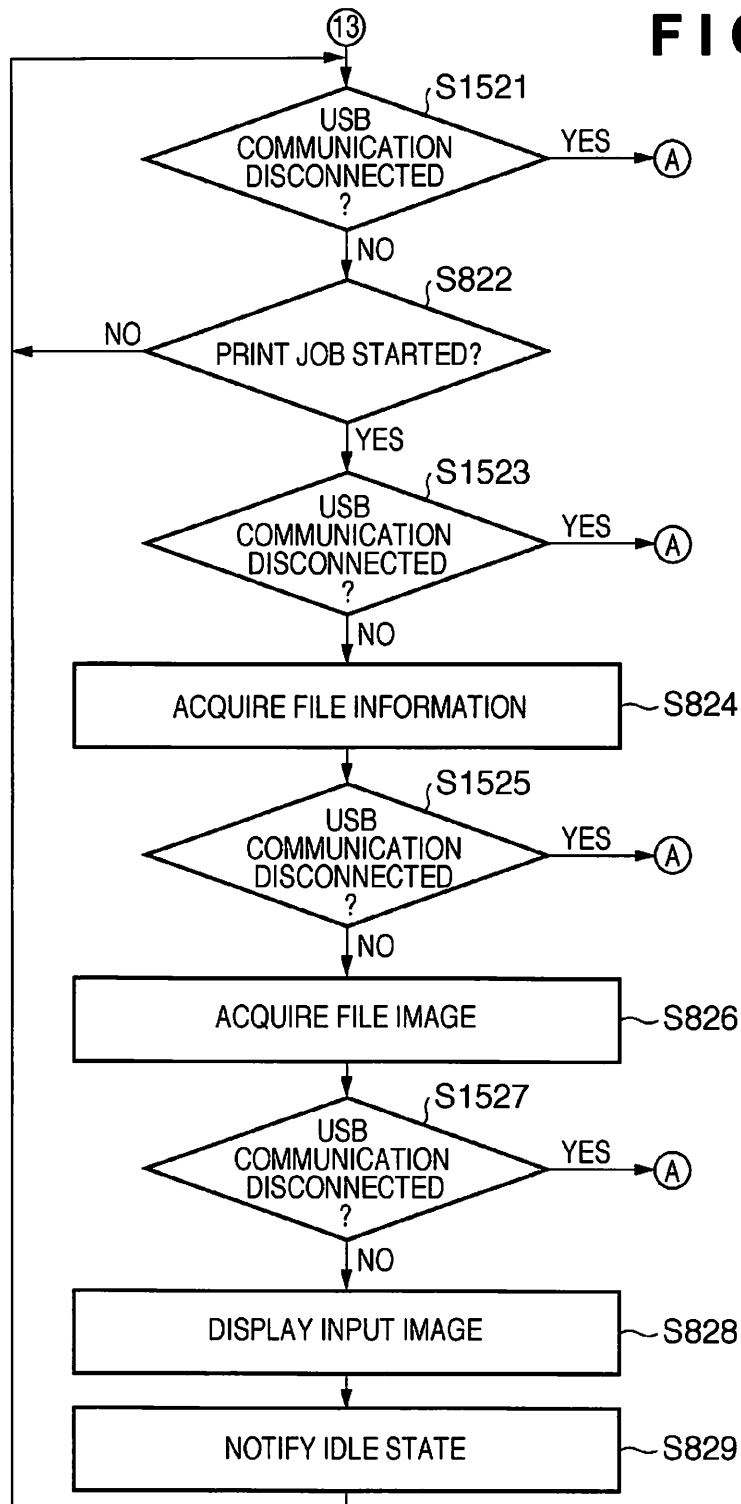 13
FIG
S1521
USB
COMMUNICATION
DISCONNECTED
?
YES
A
NO
S822
NO
PRINT JOB STARTED?
YES
S1523
USB
COMMUNICATION
DISCONNECTED
?
YES
A
NO
ACQUIRE FILE INFORMATION
S824
S1525
USB
COMMUNICATION
DISCONNECTED
?
YES
A
NO
ACQUIRE FILE IMAGE
S826
S1527
USB
COMMUNICATION
DISCONNECTED
?
YES
A
NO
DISPLAY INPUT IMAGE
S828
NOTIFY IDLE STATE
S829